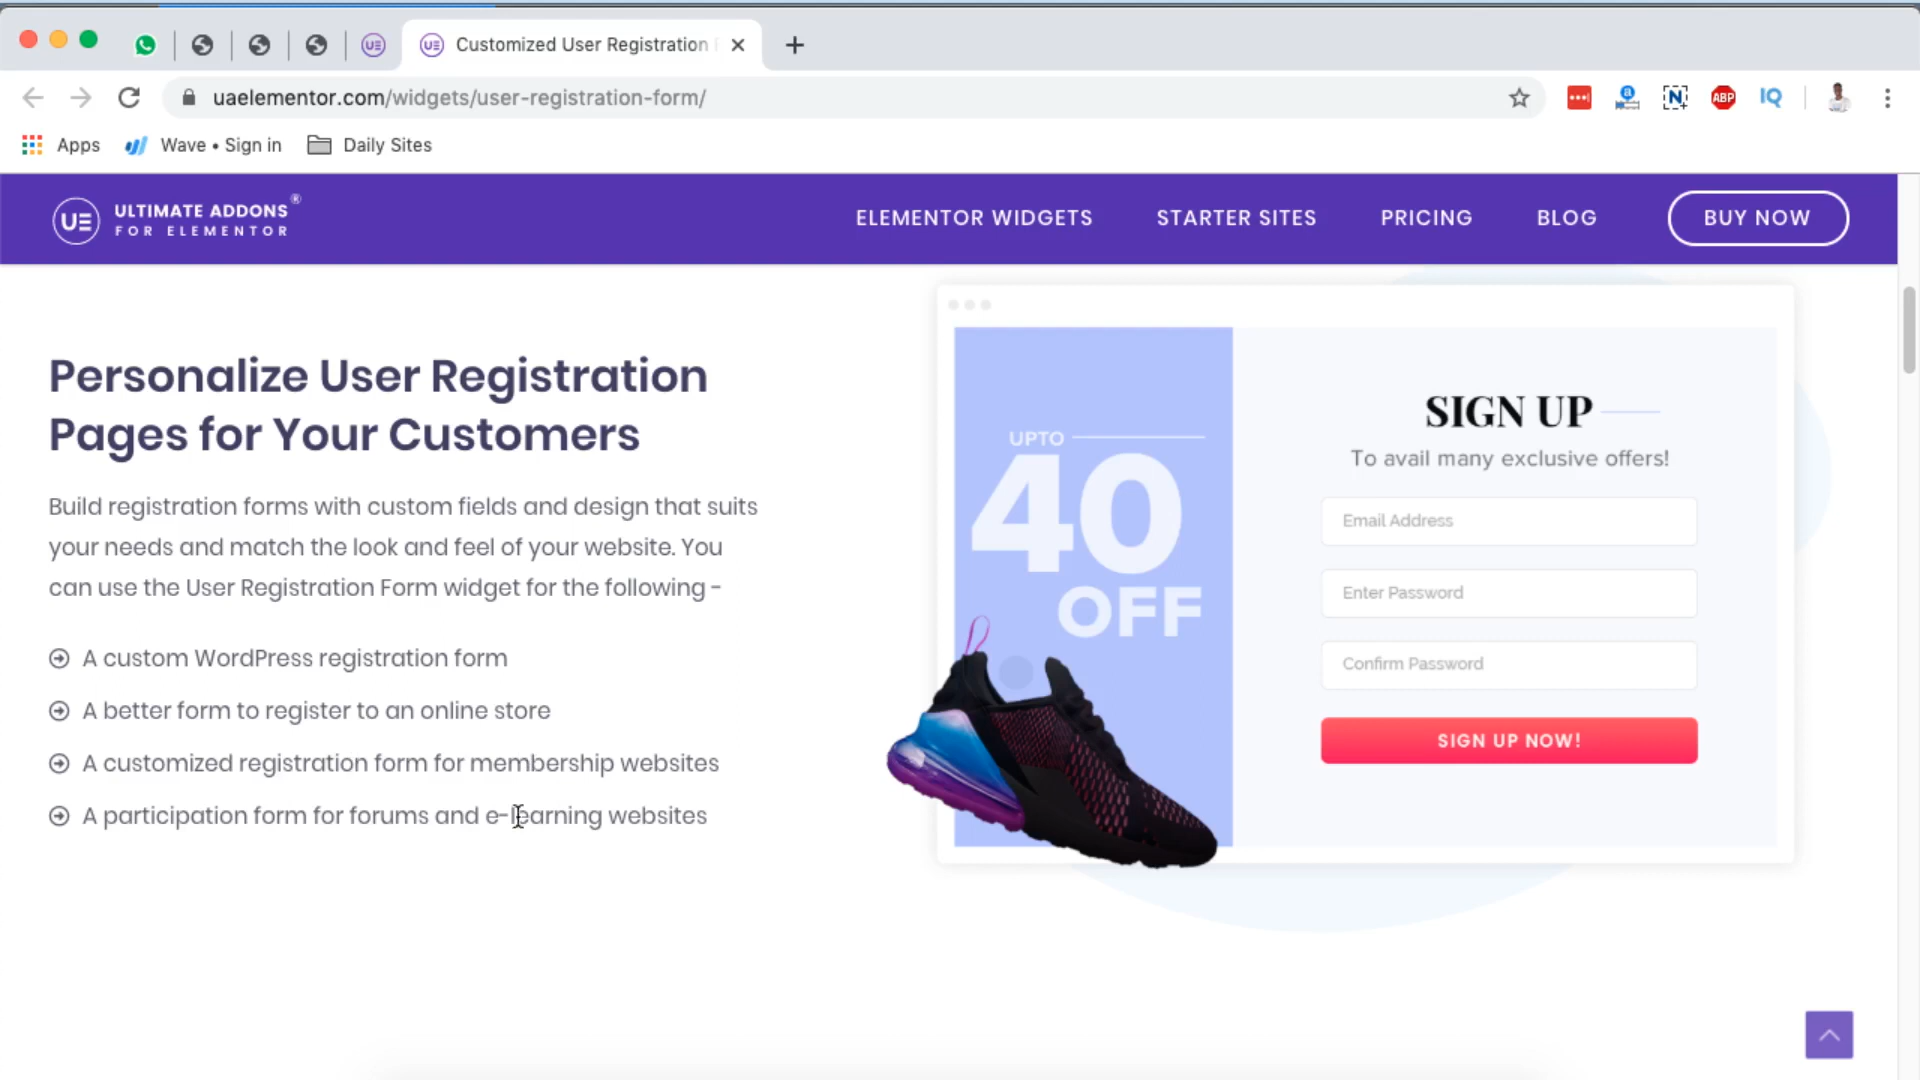 Customized User Registration
uaelementor.com/widgets/user-registration-form/
ABP
IQ
Apps
Wave • Sign in
Daily Sites
UE
ULTIMATE ADDONS®
FOR ELEMENTOR
ELEMENTOR WIDGETS
STARTER SITES
PRICING
BLOG
BUY NOW
Personalize User Registration
Pages for Your Customers
Build registration forms with custom fields and design that suits
your needs and match the look and feel of your website. You
can use the User Registration Form widget for the following -
A custom WordPress registration form
A better form to register to an online store
A customized registration form for membership websites
A participation form for forums and e-learning websites
UPTO
40
OFF
SIGN UP
To avail many exclusive offers!
Email Address
Enter Password
Confirm Password
SIGN UP NOW!